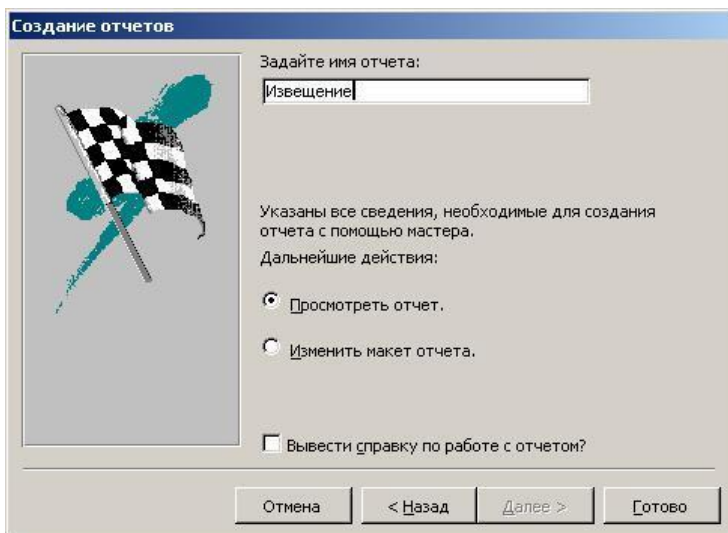 Создание отчетов
Задайте имя отчета:
Извещение
Указаны все сведения, необходимые для создания
отчета с помощью мастера.
Дальнейшие действия:
Просмотреть отчет.
Изменить макет отчета.
Вывести справку по работе с отчетом?
Отмена
< Назад
Далее >
Готово